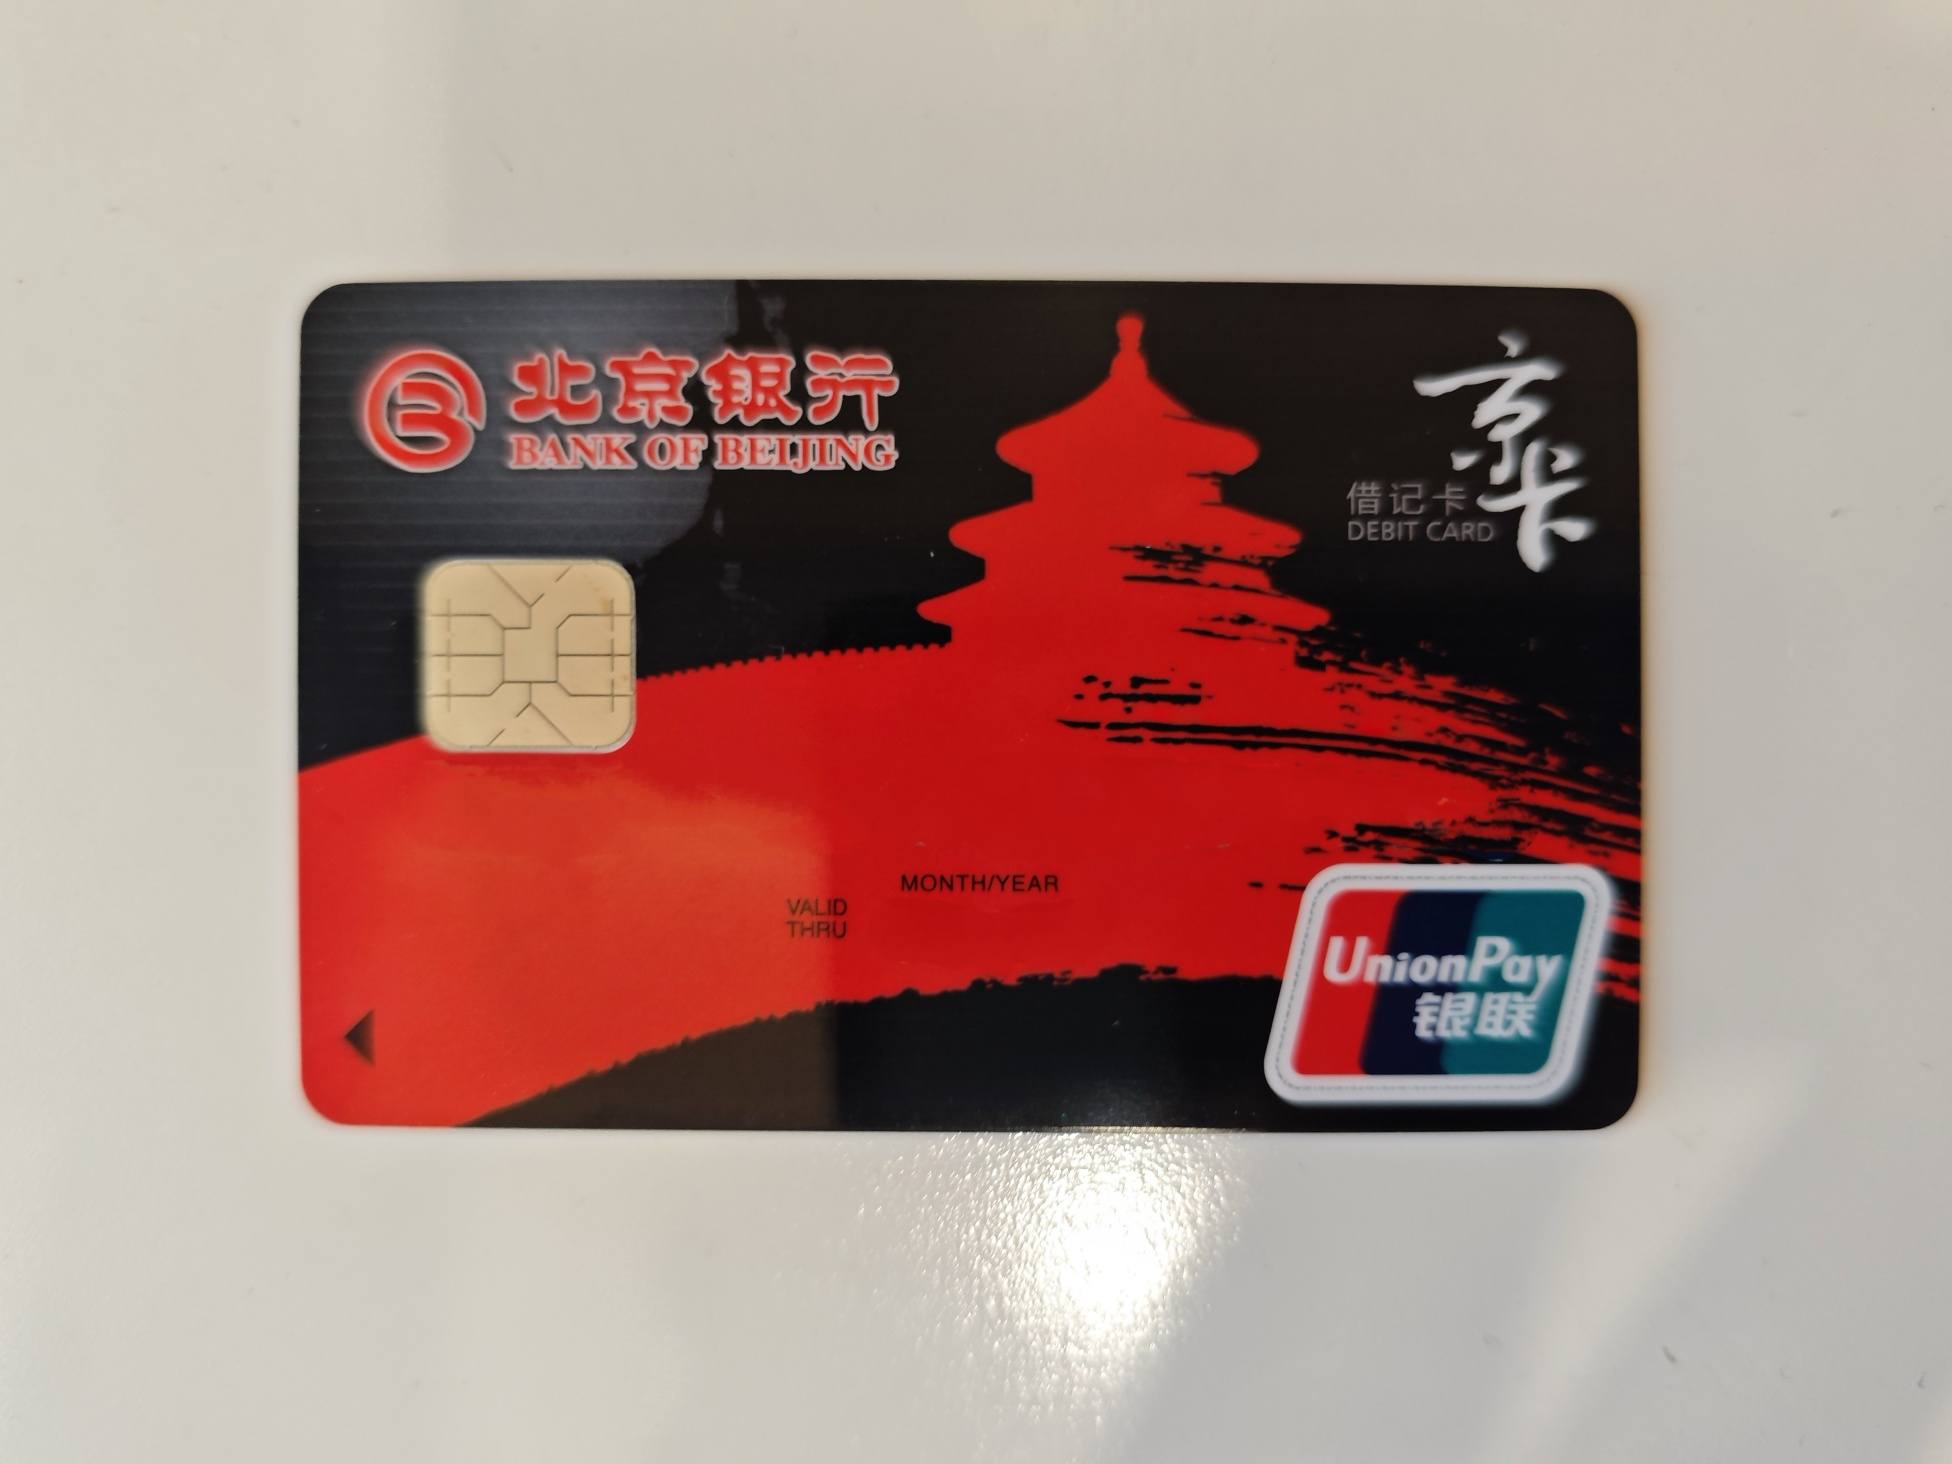 北京银行
BANK OF BEIJING
京卡
借记卡
DEBIT CARD
MONTH/YEAR
VALID
THRU
UnionPay
银联